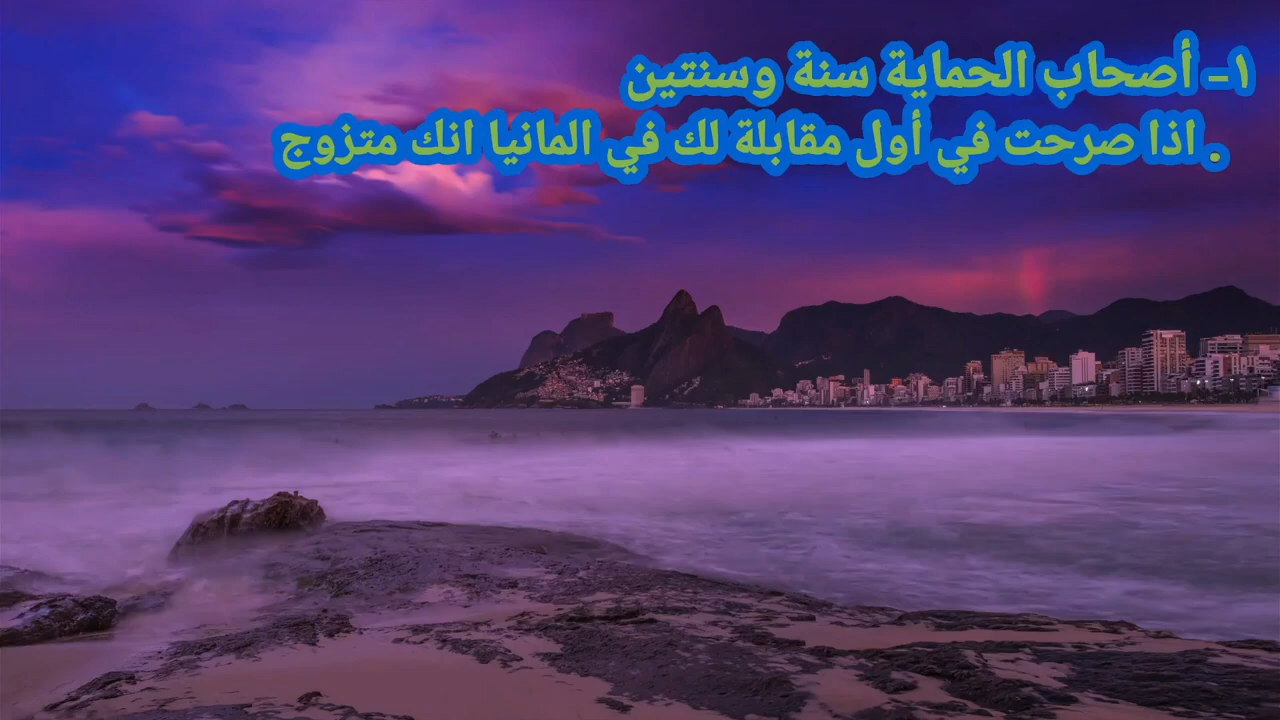 ١- أصحاب الحماية سنة وسنتين
. اذا صرحت في أول مقابلة لك في المانيا انك متزوج